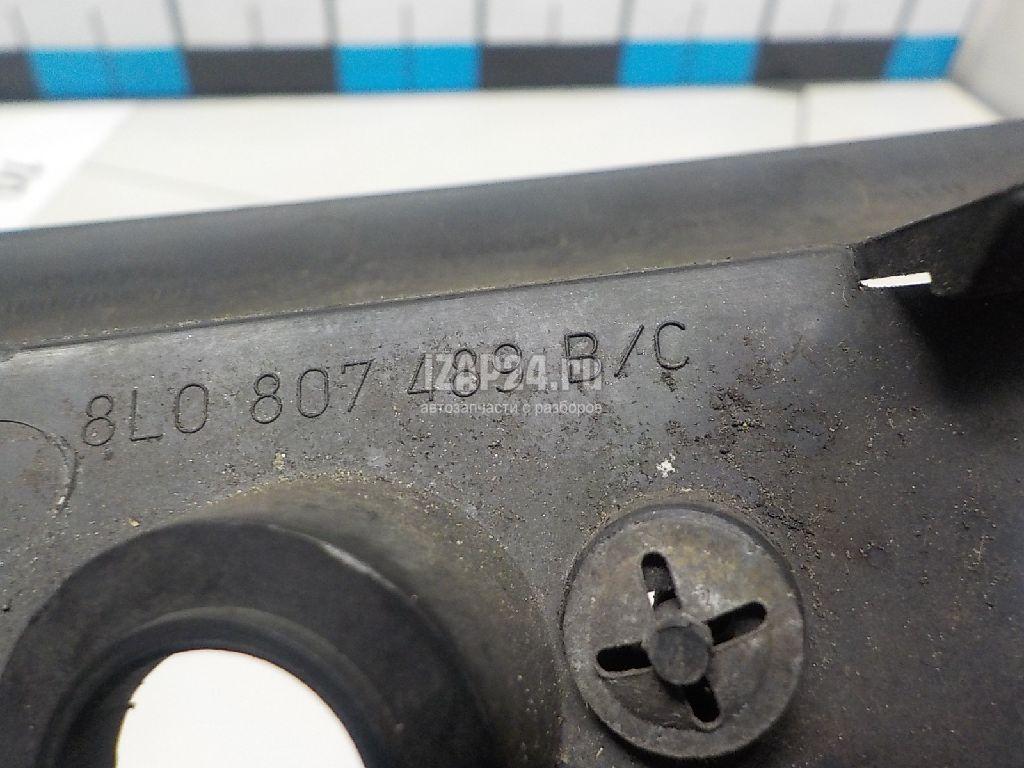 8L0 807 489 B/C
IZAP24.ru
автозапчасти с разборов